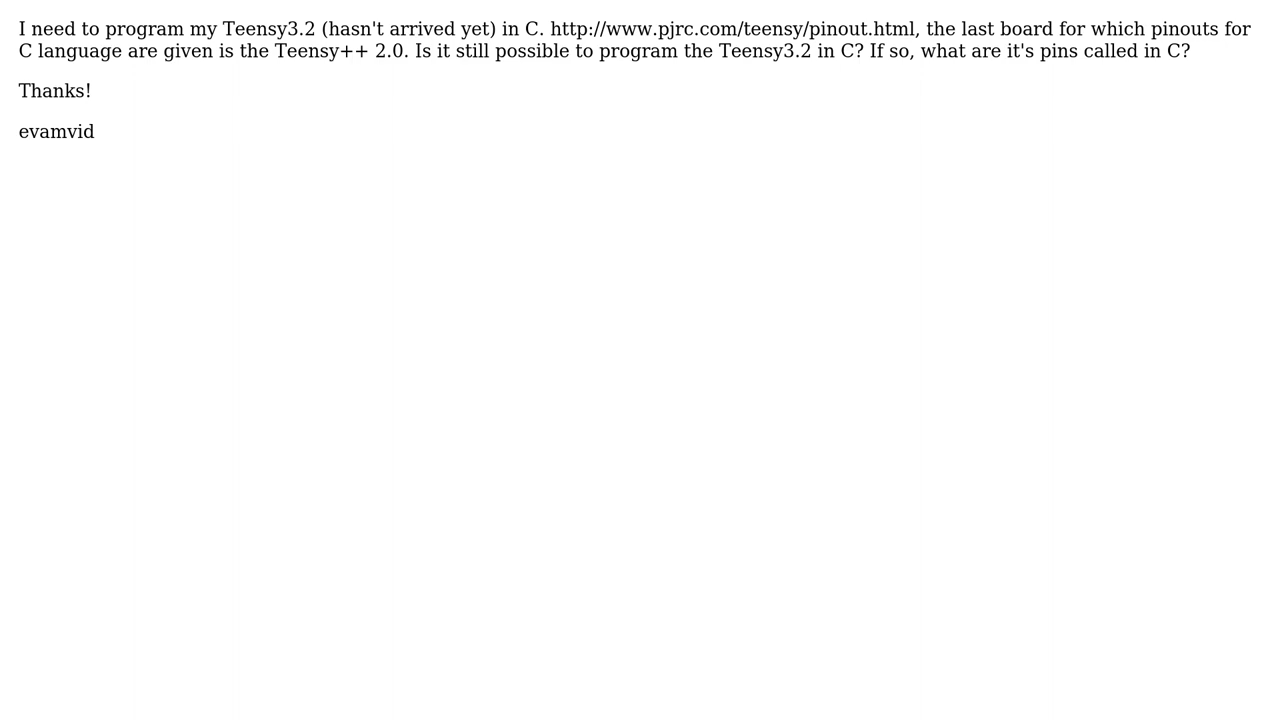 I need to program my Teensy3.2 (hasn't arrived yet) in C. http://www.pjrc.com/teensy/pinout.html, the last board for which pinouts for
C language are given is the Teensy++ 2.0. Is it still possible to program the Teensy3.2 in C? If so, what are it's pins called in C?
Thanks!
evamvid